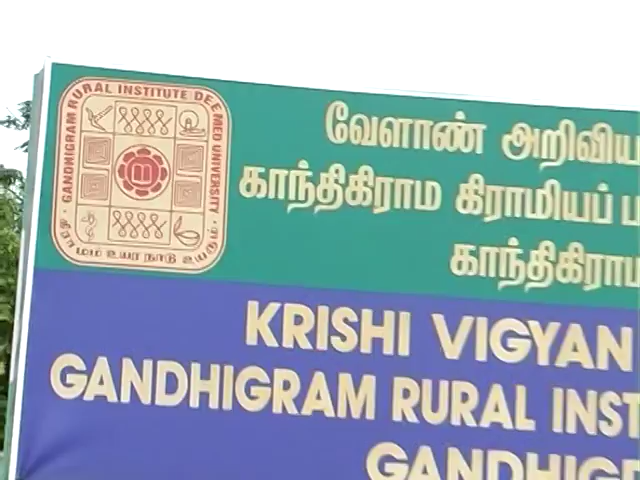 GANDHIGRAM RURAL INSTITUTE DEEMED UNIVERSITY
வேளாண் அறிவிய
காந்திகிராம கிராமியப் ப
காந்திகிராம
KRISHI VIGYAN
GANDHIGRAM RURAL INST
GANDHIG